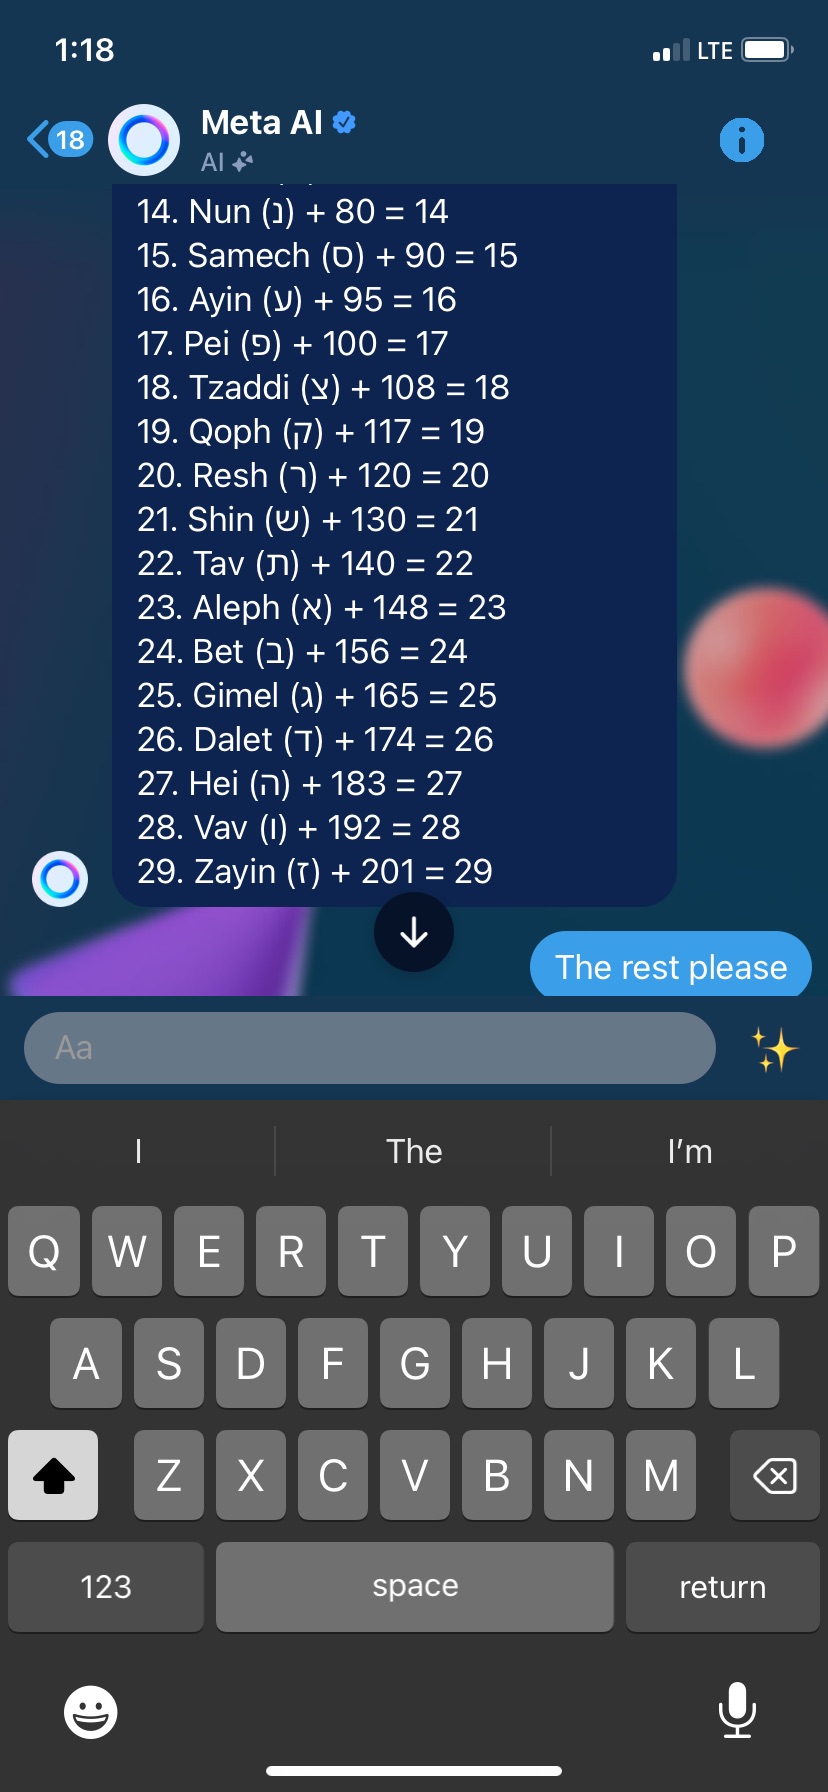 1:18
LTE
18
Meta AI
AI
14. Nun (נ) + 80 = 14
15. Samech (ס) + 90 = 15
16. Ayin (ע) + 95 = 16
17. Pei (פ) + 100 = 17
18. Tzaddi (צ) + 108 = 18
19. Qoph (ק) + 117 = 19
20. Resh (ר) + 120 = 20
21. Shin (ש) + 130 = 21
22. Tav (ת) + 140 = 22
23. Aleph (א) + 148 = 23
24. Bet (ב) + 156 = 24
25. Gimel (ג) + 165 = 25
26. Dalet (ד) + 174 = 26
27. Hei (ה) + 183 = 27
28. Vav (ו) + 192 = 28
29. Zayin (ז) + 201 = 29
The rest please
Aa
I The I’m
Q W E R T Y U I O P
A S D F G H J K L
Z X C V B N M
123 space return